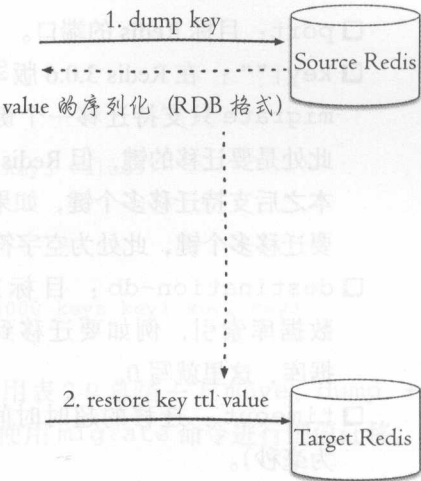 1. dump key
Source Redis
value 的序列化 (RDB 格式)
2. restore key ttl value
Target Redis